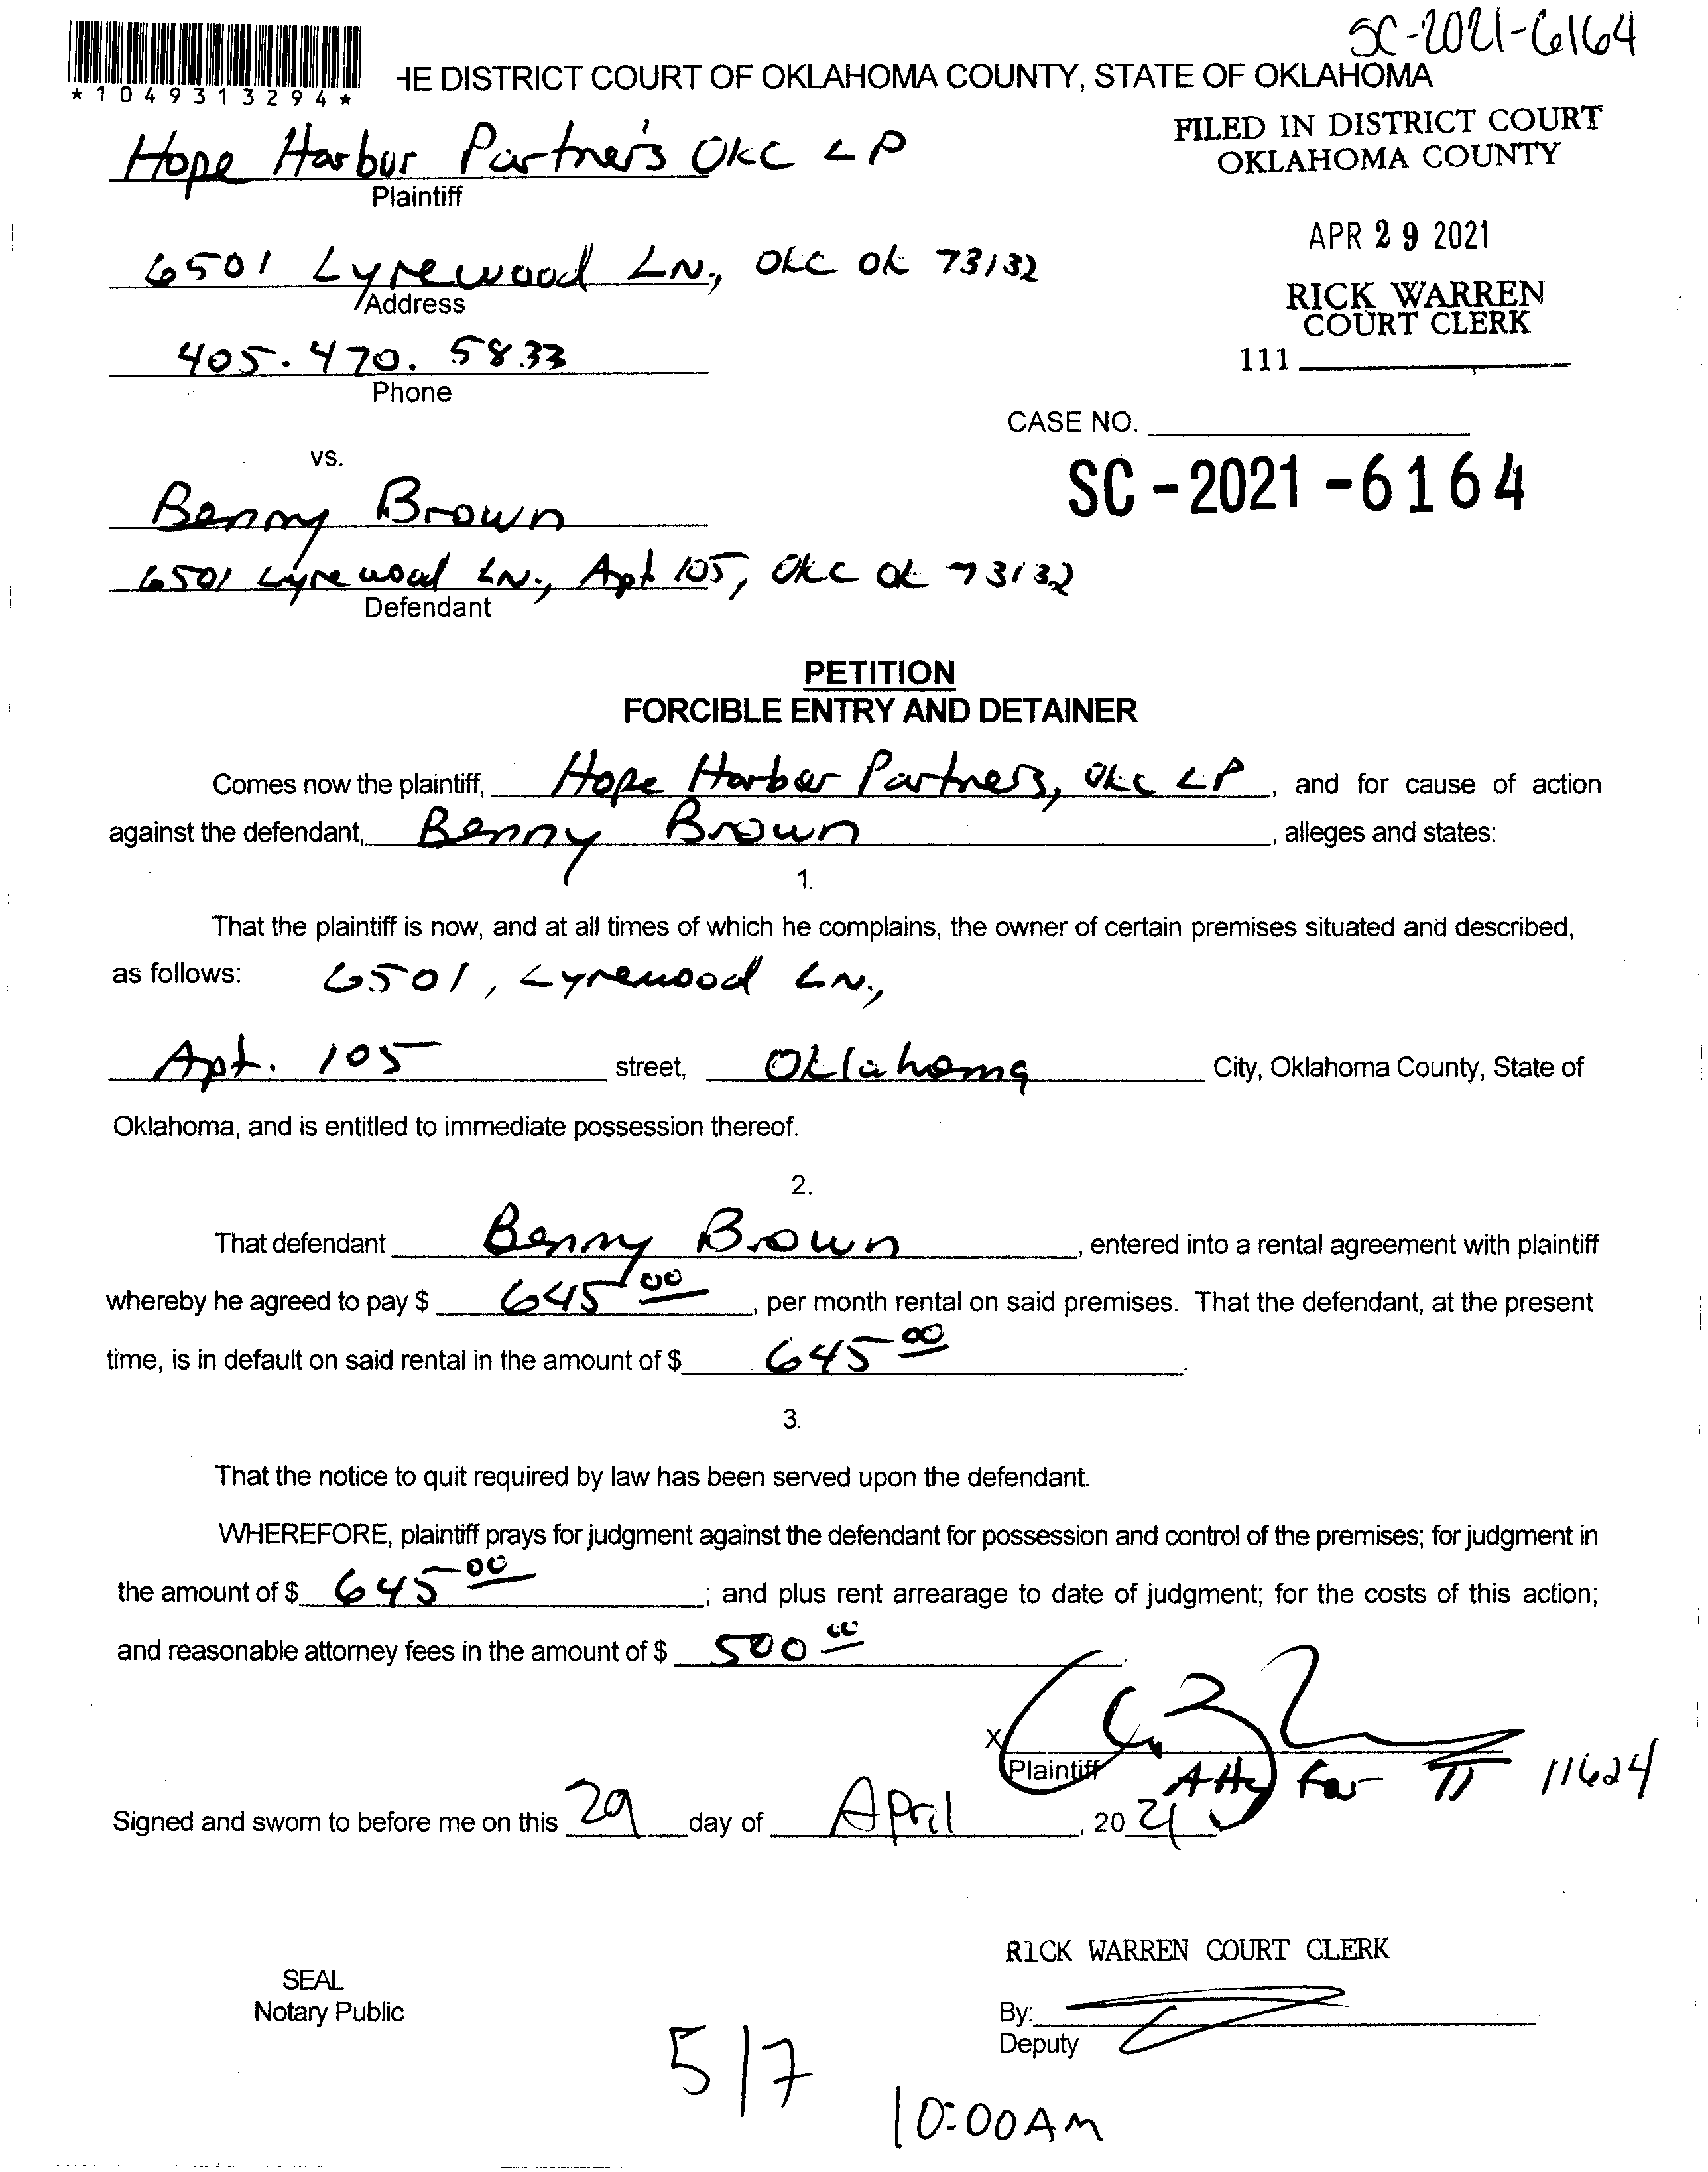 SC-2021-6164
*1049313294*
HE DISTRICT COURT OF OKLAHOMA COUNTY, STATE OF OKLAHOMA
FILED IN DISTRICT COURT
OKLAHOMA COUNTY
Hope Harbor Partners OKC LP
Plaintiff
APR 29 2021
6501 Lyrewood LN., OKC OK 73132
Address
RICK WARREN
COURT CLERK
405.470.5833
111
Phone
CASE NO.
vs.
SC-2021-6164
Benny Brown
6501 Lyrewood LN., Apt 105, OKC OK 73132
Defendant
PETITION
FORCIBLE ENTRY AND DETAINER
Comes now the plaintiff, Hope Harbor Partners, OKC LP, and for cause of action
against the defendant, Benny Brown, alleges and states:
1.
That the plaintiff is now, and at all times of which he complains, the owner of certain premises situated and described,
as follows: 6501, Lyrewood LN.,
Apt. 105 street, Oklahoma City, Oklahoma County, State of
Oklahoma, and is entitled to immediate possession thereof.
2.
That defendant Benny Brown, entered into a rental agreement with plaintiff
whereby he agreed to pay $ 645 00, per month rental on said premises. That the defendant, at the present
time, is in default on said rental in the amount of $ 645 00.
3.
That the notice to quit required by law has been served upon the defendant.
WHEREFORE, plaintiff prays for judgment against the defendant for possession and control of the premises; for judgment in
the amount of $ 645 00; and plus rent arrearage to date of judgment; for the costs of this action;
and reasonable attorney fees in the amount of $ 500 00.
X
Plaintiff Atty for π 11624
Signed and sworn to before me on this 29 day of April, 2021
RICK WARREN COURT CLERK
SEAL
Notary Public
By:
Deputy
5/7
10:00AM